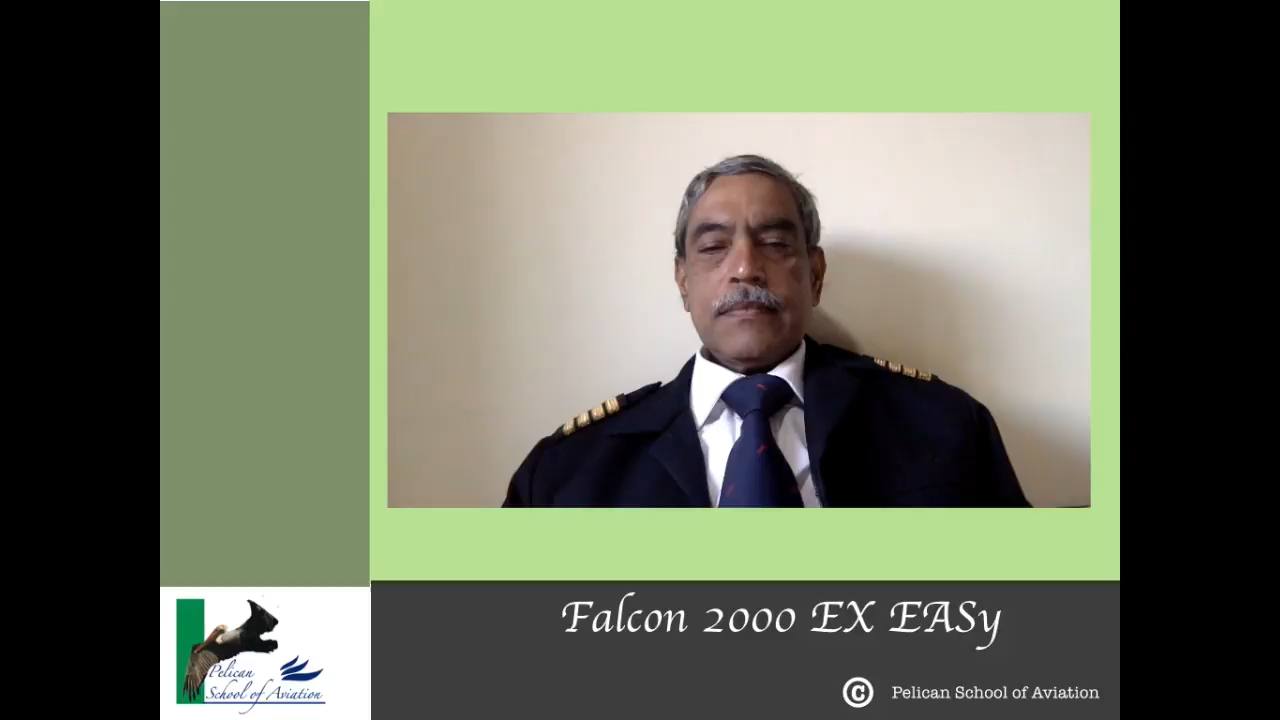 Falcon 2000 EX EASy
Pelican
School of Aviation
© Pelican School of Aviation